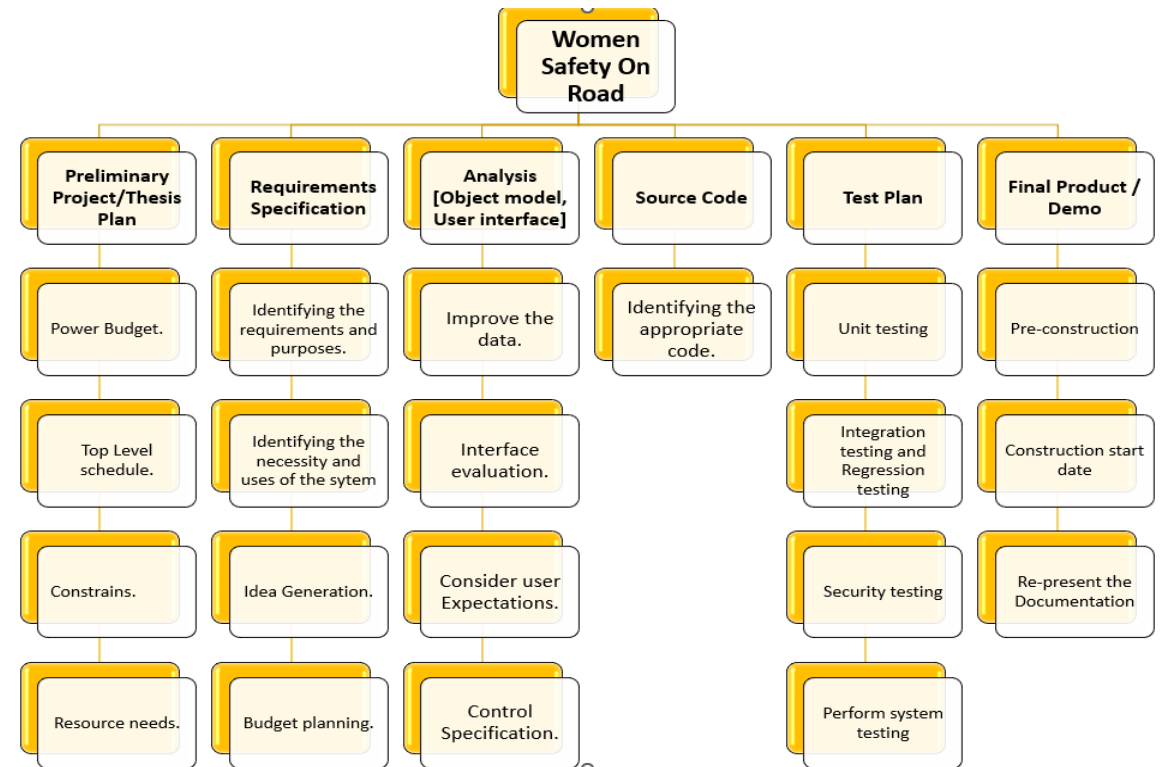 Women
Safety On
Road
Preliminary
Project/Thesis
Plan
Requirements
Specification
Analysis
[Object model,
User interface]
Source Code
Test Plan
Final Product /
Demo
Power Budget.
Identifying the
requirements and
purposes.
Improve the
data.
Identifying the
appropriate
code.
Unit testing
Pre-construction
Top Level
schedule.
Identifying the
necessity and
uses of the sytem
Interface
evaluation.
Integration
testing and
Regression
testing
Construction start
date
Constrains.
Idea Generation.
Consider user
Expectations.
Security testing
Re-present the
Documentation
Resource needs.
Budget planning.
Control
Specification.
Perform system
testing